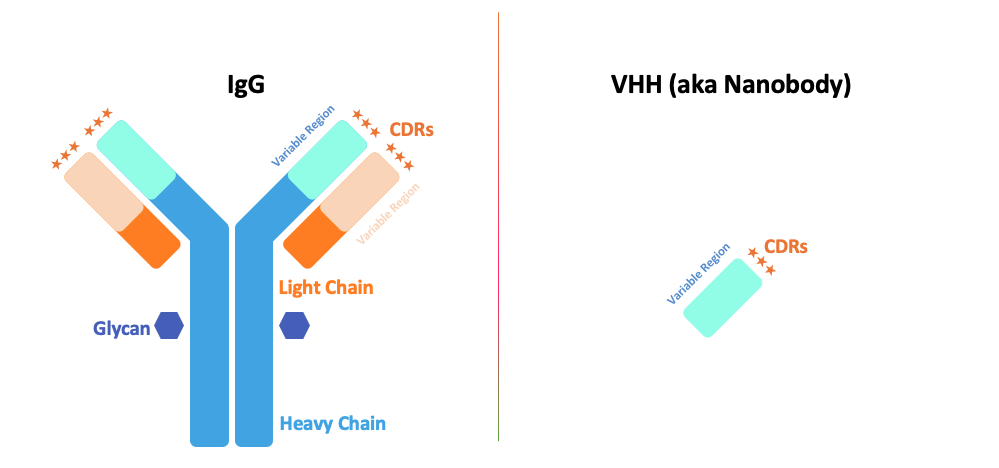 IgG
VHH (aka Nanobody)
Variable Region
CDRs
Variable Region
Light Chain
Glycan
Heavy Chain
Variable Region
CDRs